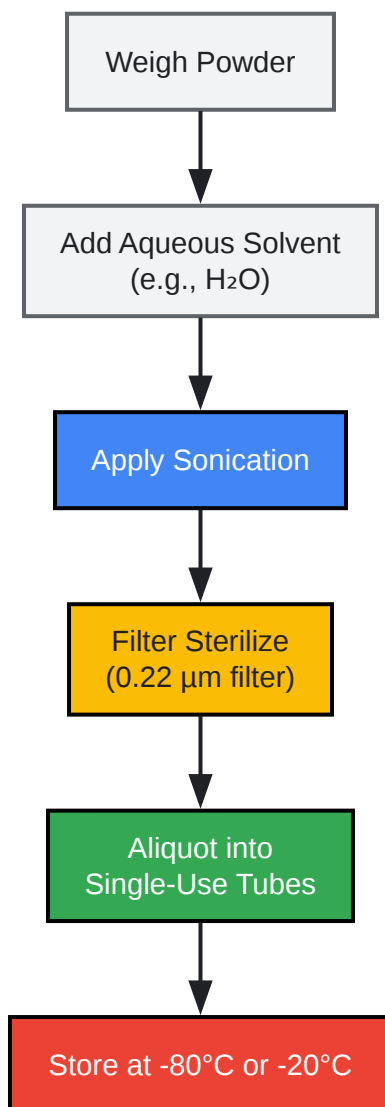 Weigh Powder
Add Aqueous Solvent
(e.g., H₂O)
Apply Sonication
Filter Sterilize
(0.22 µm filter)
Aliquot into
Single-Use Tubes
Store at -80°C or -20°C